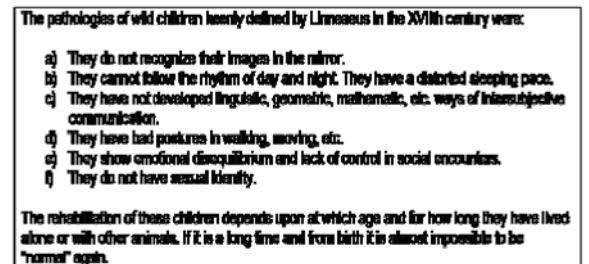 The pathologies of wild children keenly defined by Linnaeus in the XVIIth century were:
a) They do not recognize their images in the mirror.
b) They cannot follow the rhythm of day and night. They have a distorted sleeping pace.
c) They have not developed linguistic, geometric, mathematic, etc. ways of intersubjective
communication.
d) They have bad postures in walking, moving, etc.
e) They show emotional disequilibrium and lack of control in social encounters.
f) They do not have sexual identity.
The rehabilitation of these children depends upon at which age and for how long they have lived
alone or with other animals. If it is a long time and from birth it is almost impossible to be
"normal" again.